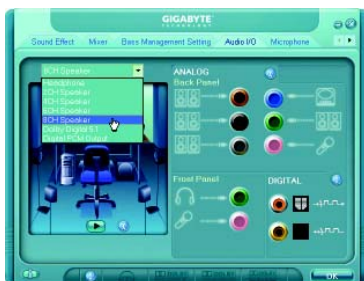 GIGABYTE
TECHNOLOGY
Sound Effect Mixer Bass Management Setting Audio I/O Microphone
8CH Speaker
ANALOG
Back Panel
Headphone
2CH Speaker
4CH Speaker
6CH Speaker
8CH Speaker
Dolby Digital 5.1
Digital PCM Output
Front Panel
DIGITAL
OK